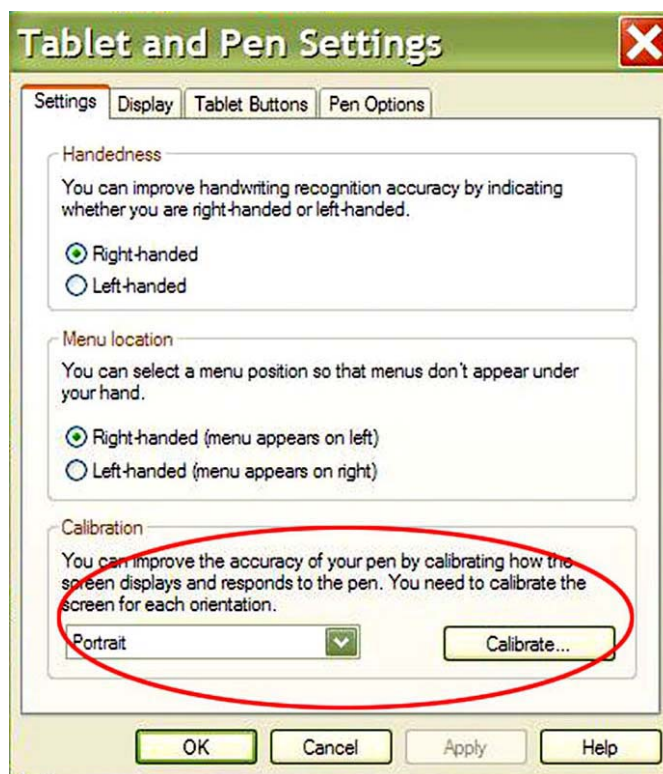 Tablet and Pen Settings
Settings Display Tablet Buttons Pen Options
Handedness
You can improve handwriting recognition accuracy by indicating
whether you are right-handed or left-handed.
Right-handed
Left-handed
Menu location
You can select a menu position so that menus don't appear under
your hand.
Right-handed (menu appears on left)
Left-handed (menu appears on right)
Calibration
You can improve the accuracy of your pen by calibrating how the
screen displays and responds to the pen. You need to calibrate the
screen for each orientation.
Portrait Calibrate...
OK Cancel Apply Help